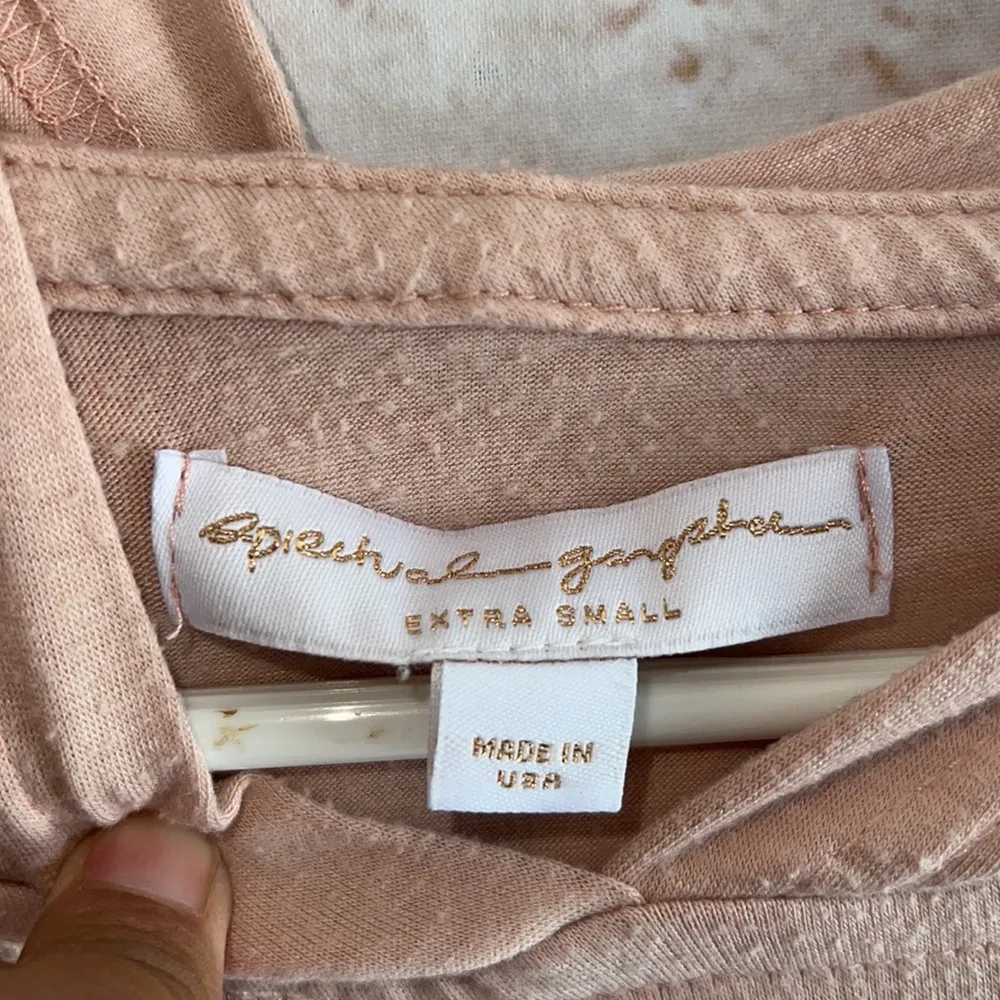 Spiritual gangster
EXTRA SMALL
MADE IN
USA